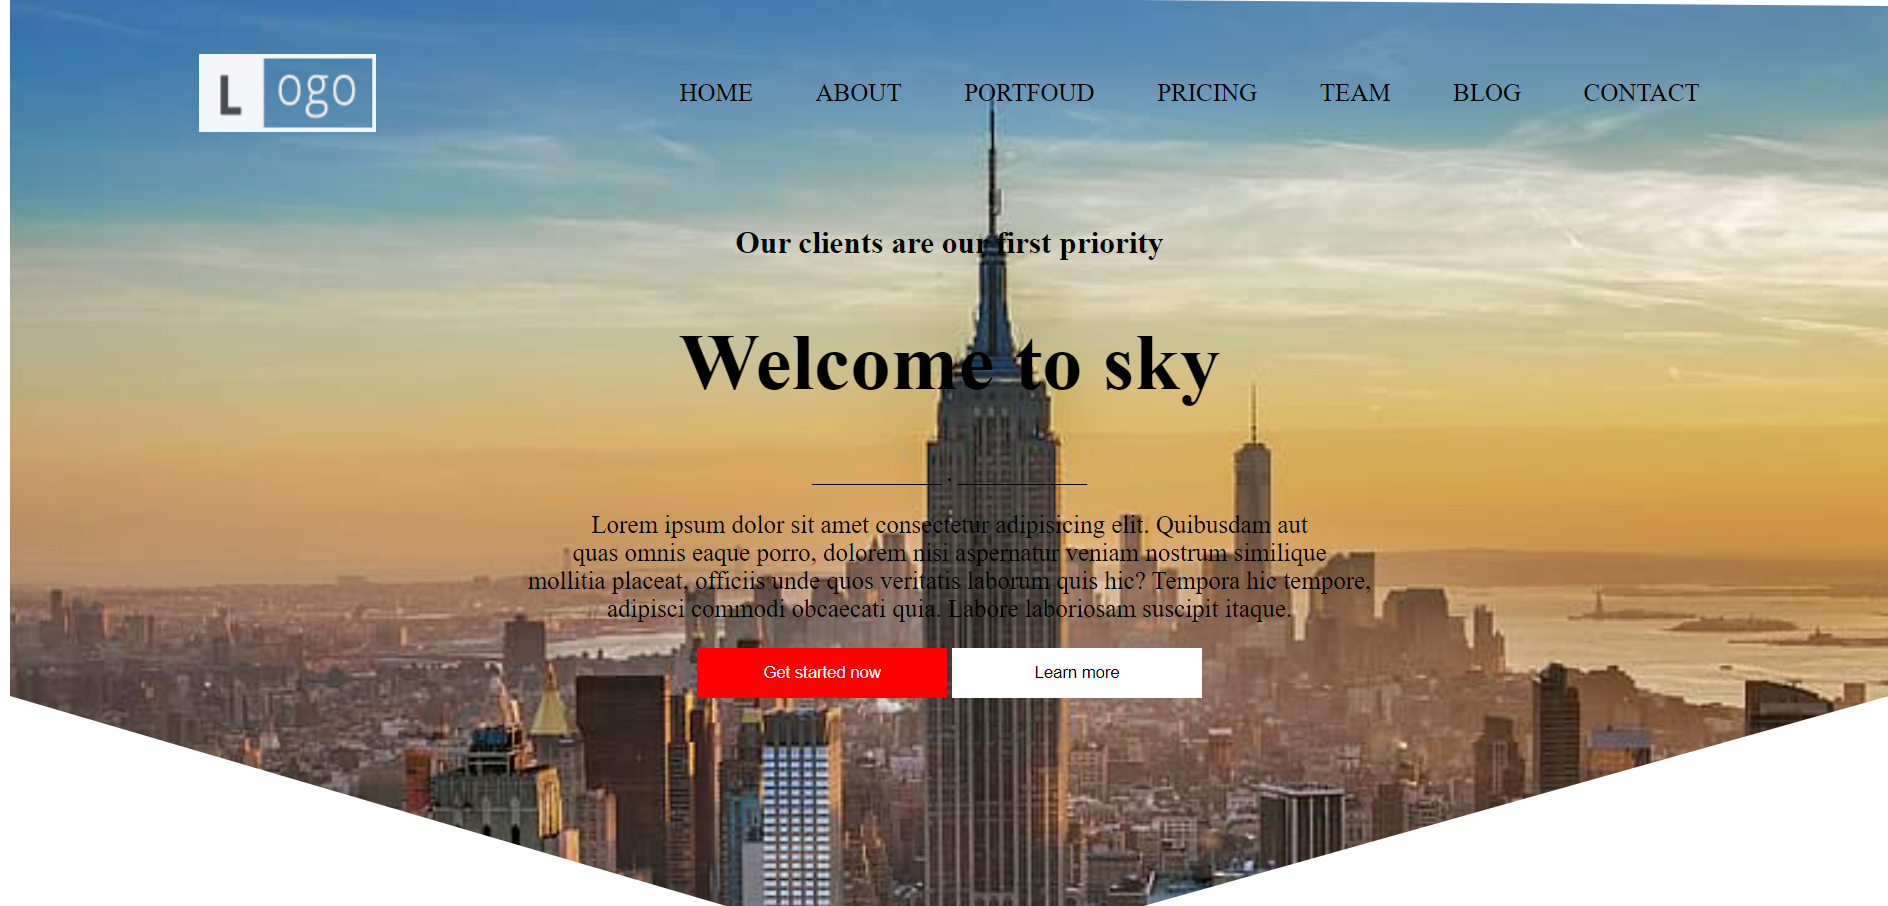 Logo
HOME ABOUT PORTFOUD PRICING TEAM BLOG CONTACT
Our clients are our first priority
Welcome to sky
Lorem ipsum dolor sit amet consectetur adipisicing elit. Quibusdam aut
quas omnis eaque porro, dolorem nisi aspernatur veniam nostrum similique
mollitia placeat, officiis unde quos veritatis laborum quis hic? Tempora hic tempore,
adipisci commodi obcaecati quia. Labore laboriosam suscipit itaque.
Get started now
Learn more